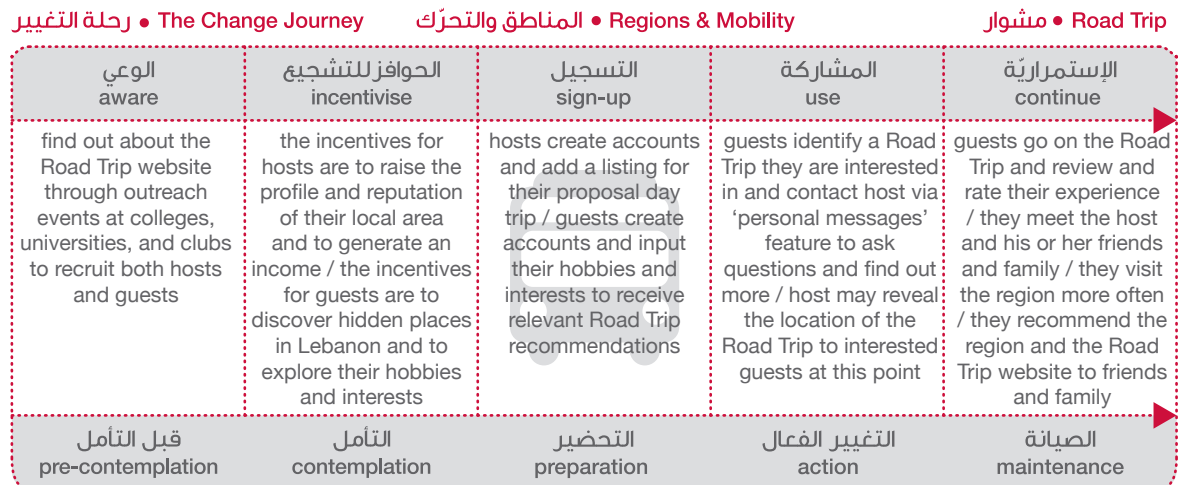 رحلة التغيير • The Change Journey
المناطق والتحرّك • Regions & Mobility
مشوار • Road Trip
الوعي
aware
find out about the
Road Trip website
through outreach
events at colleges,
universities, and clubs
to recruit both hosts
and guests
قبل التأمل
pre-contemplation
الحوافز للتشجيع
incentivise
the incentives for
hosts are to raise the
profile and reputation
of their local area
and to generate an
income / the incentives
for guests are to
discover hidden places
in Lebanon and to
explore their hobbies
and interests
التأمل
contemplation
التسجيل
sign-up
hosts create accounts
and add a listing for
their proposal day
trip / guests create
accounts and input
their hobbies and
interests to receive
relevant Road Trip
recommendations
التحضير
preparation
المشاركة
use
guests identify a Road
Trip they are interested
in and contact host via
‘personal messages’
feature to ask
questions and find out
more / host may reveal
the location of the
Road Trip to interested
guests at this point
التغيير الفعال
action
الإستمراريّة
continue
guests go on the Road
Trip and review and
rate their experience
/ they meet the host
and his or her friends
and family / they visit
the region more often
/ they recommend the
region and the Road
Trip website to friends
and family
الصيانة
maintenance